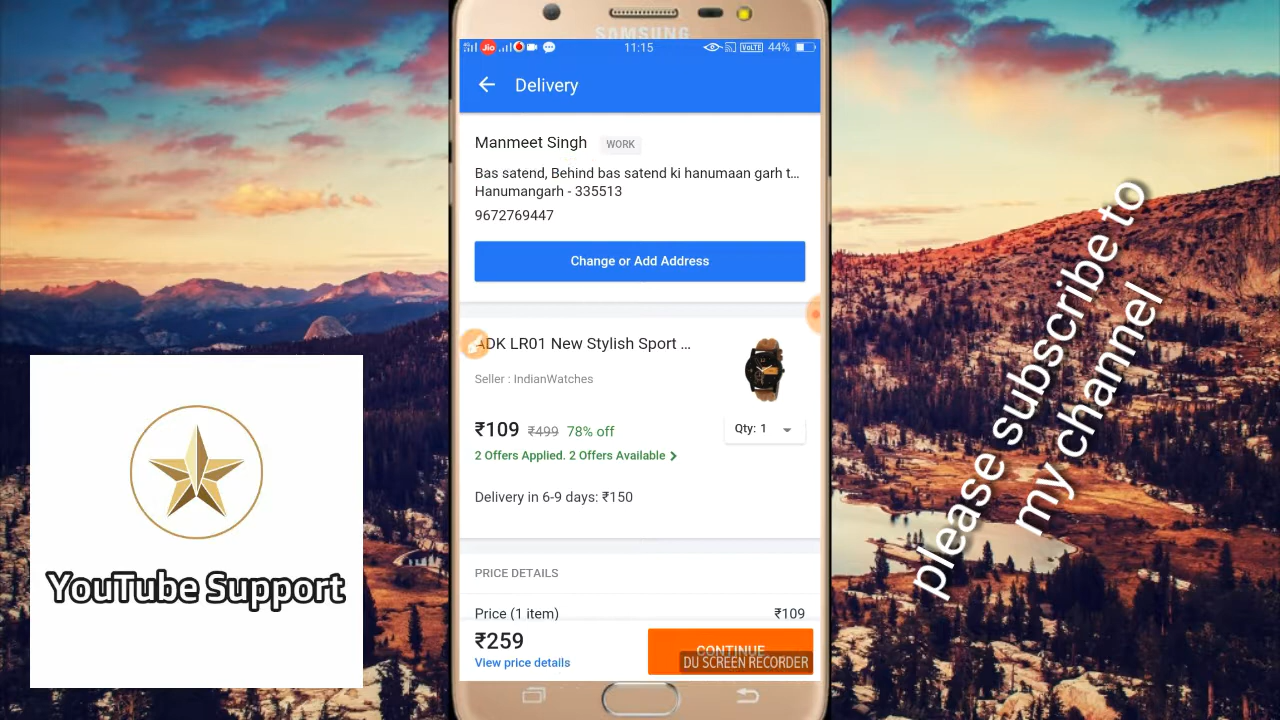 SAMSUNG
Jio
11:15
VoLTE 44%
Delivery
Manmeet Singh WORK
Bas satend, Behind bas satend ki hanumaan garh t...
Hanumangarh - 335513
9672769447
Change or Add Address
ADK LR01 New Stylish Sport ...
Seller : IndianWatches
₹109 ₹499 78% off
Qty: 1
2 Offers Applied. 2 Offers Available
Delivery in 6-9 days: ₹150
PRICE DETAILS
Price (1 item) ₹109
₹259
View price details
CONTINUE
DU SCREEN RECORDER
YouTube Support
please subscribe to
my channel